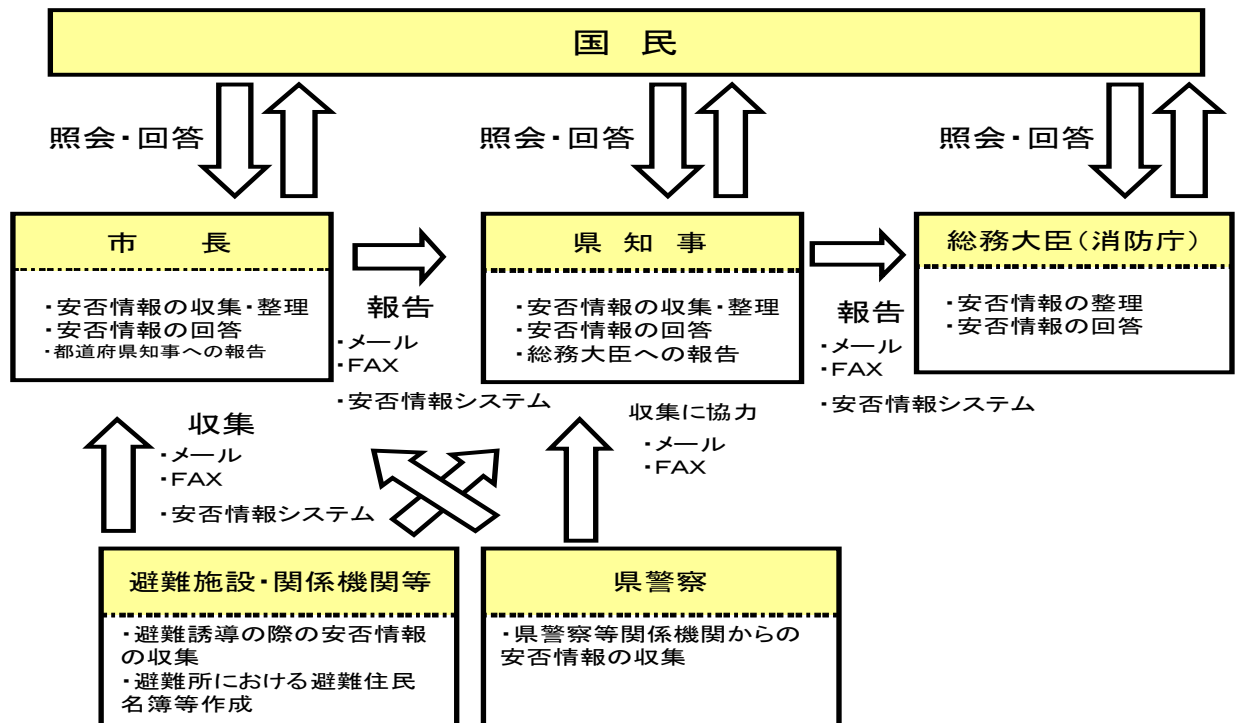 国 民
照会・回答
照会・回答
照会・回答
市 長
・安否情報の収集・整理
・安否情報の回答
・都道府県知事への報告
報告
・メール
・FAX
・安否情報システム
県 知 事
・安否情報の収集・整理
・安否情報の回答
・総務大臣への報告
報告
・メール
・FAX
・安否情報システム
総務大臣(消防庁)
・安否情報の整理
・安否情報の回答
収集
・メール
・FAX
・安否情報システム
収集に協力
・メール
・FAX
避難施設・関係機関等
・避難誘導の際の安否情報
の収集
・避難所における避難住民
名簿等作成
県警察
・県警察等関係機関からの
安否情報の収集